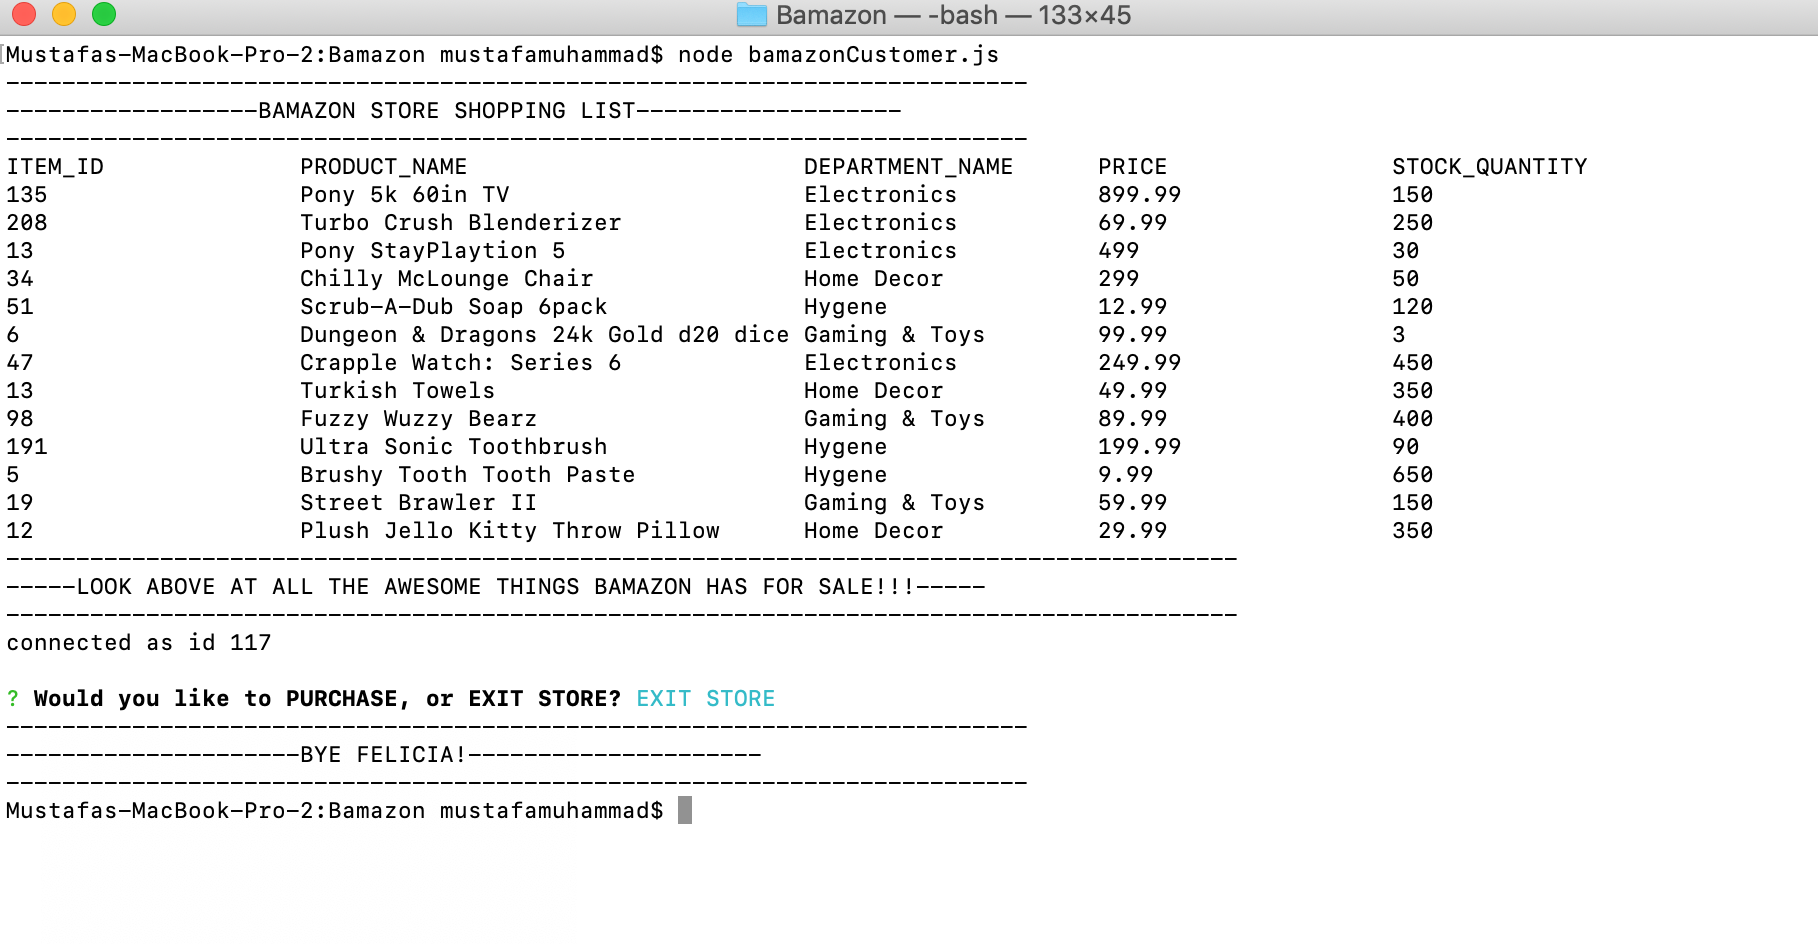 Bamazon — -bash — 133×45
Mustafas-MacBook-Pro-2:Bamazon mustafamuhammad$ node bamazonCustomer.js
-------------------------------------------------------------------------
------------------BAMAZON STORE SHOPPING LIST-------------------
-------------------------------------------------------------------------
ITEM_ID PRODUCT_NAME DEPARTMENT_NAME PRICE STOCK_QUANTITY
135 Pony 5k 60in TV Electronics 899.99 150
208 Turbo Crush Blenderizer Electronics 69.99 250
13 Pony StayPlaytion 5 Electronics 499 30
34 Chilly McLounge Chair Home Decor 299 50
51 Scrub-A-Dub Soap 6pack Hygene 12.99 120
6 Dungeon & Dragons 24k Gold d20 dice Gaming & Toys 99.99 3
47 Crapple Watch: Series 6 Electronics 249.99 450
13 Turkish Towels Home Decor 49.99 350
98 Fuzzy Wuzzy Bearz Gaming & Toys 89.99 400
191 Ultra Sonic Toothbrush Hygene 199.99 90
5 Brushy Tooth Tooth Paste Hygene 9.99 650
19 Street Brawler II Gaming & Toys 59.99 150
12 Plush Jello Kitty Throw Pillow Home Decor 29.99 350
----------------------------------------------------------------------------------------
-----LOOK ABOVE AT ALL THE AWESOME THINGS BAMAZON HAS FOR SALE!!!-----
----------------------------------------------------------------------------------------
connected as id 117
? Would you like to PURCHASE, or EXIT STORE? EXIT STORE
-------------------------------------------------------------------------
---------------------BYE FELICIA!---------------------
-------------------------------------------------------------------------
Mustafas-MacBook-Pro-2:Bamazon mustafamuhammad$